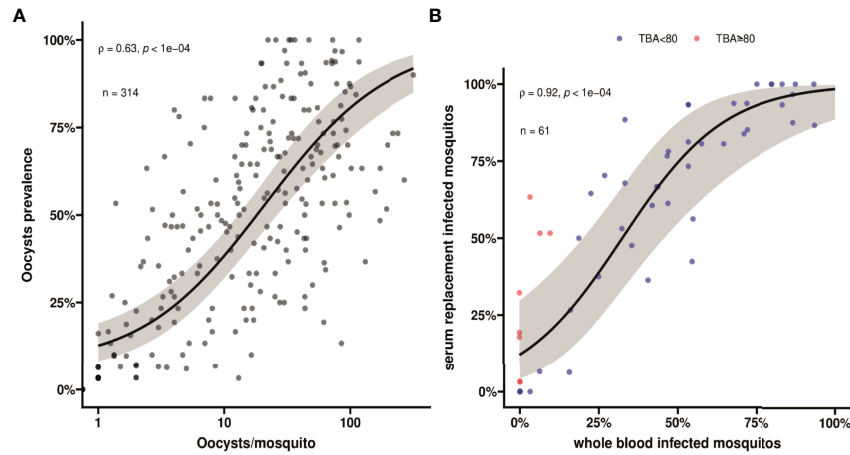 A
ρ = 0.63, p < 1e−04
n = 314
100%
75%
50%
25%
0%
Oocysts prevalence
1
10
100
Oocysts/mosquito
B
TBA<80
TBA≥80
ρ = 0.92, p < 1e−04
n = 61
100%
75%
50%
25%
0%
serum replacement infected mosquitos
0%
25%
50%
75%
100%
whole blood infected mosquitos